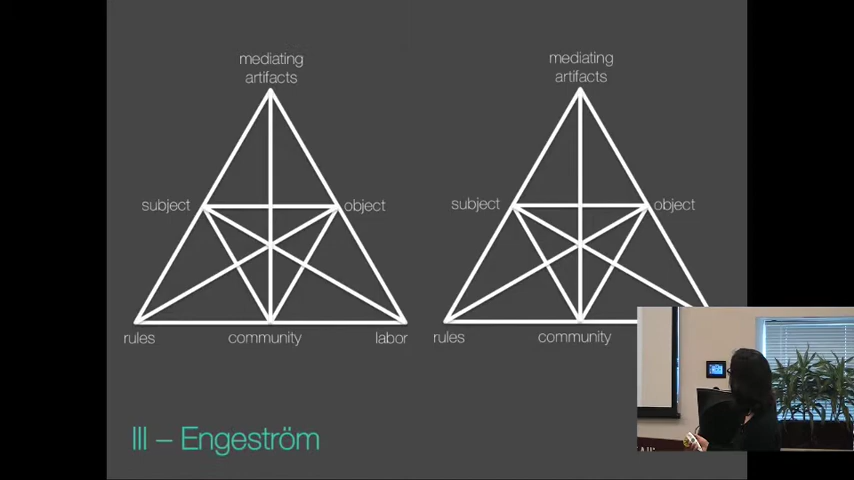 mediating
artifacts
mediating
artifacts
subject
object
subject
object
rules
community
labor
rules
community
III – Engeström